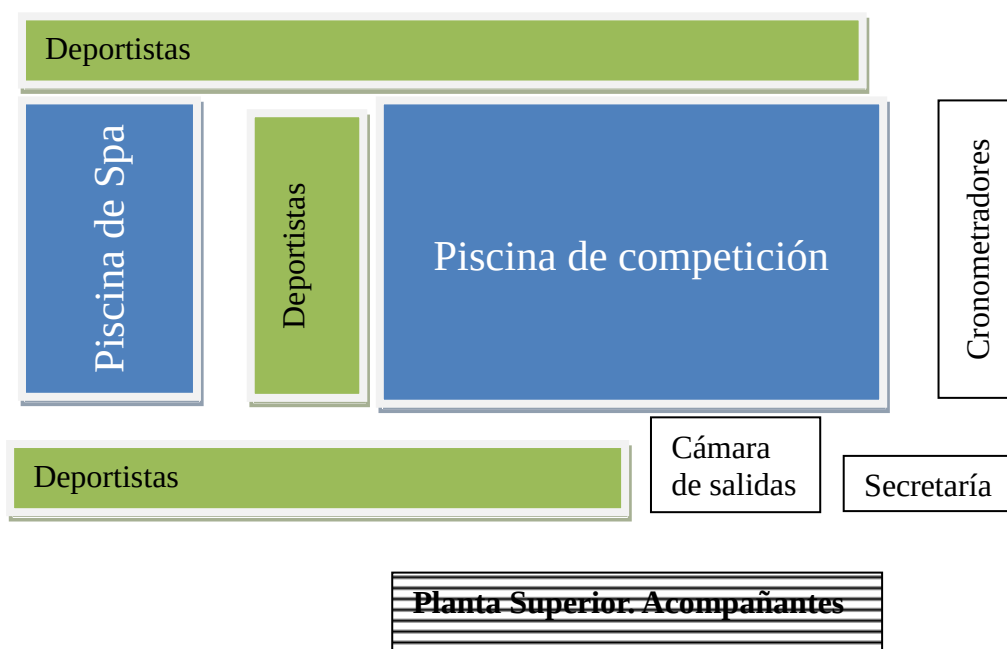 Deportistas
Piscina de Spa
Deportistas
Piscina de competición
Cronometradores
Deportistas
Cámara
de salidas
Secretaría
Planta Superior. Acompañantes